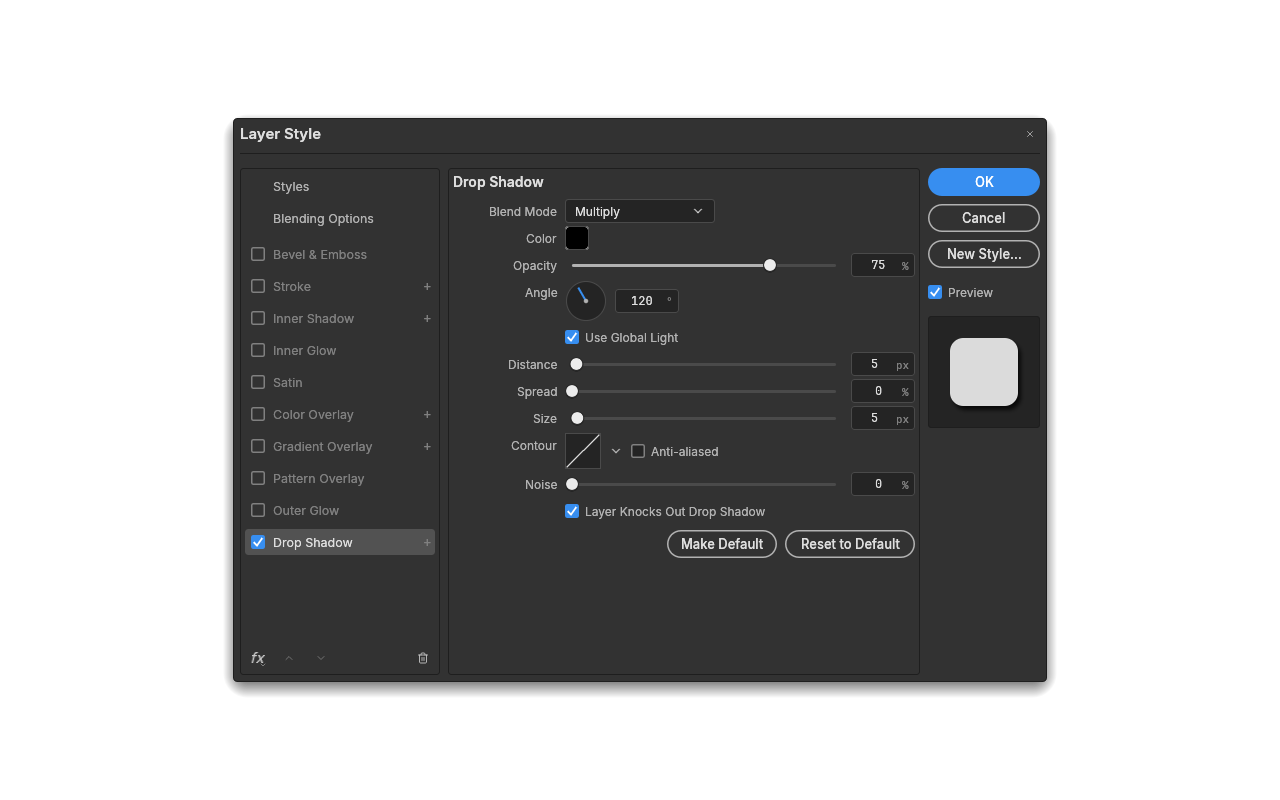 Layer Style
Styles
Blending Options
Bevel & Emboss
Stroke +
Inner Shadow +
Inner Glow
Satin
Color Overlay +
Gradient Overlay +
Pattern Overlay
Outer Glow
Drop Shadow +
fx
Drop Shadow
Blend Mode Multiply
Color
Opacity 75 %
Angle 120 °
Use Global Light
Distance 5 px
Spread 0 %
Size 5 px
Contour Anti-aliased
Noise 0 %
Layer Knocks Out Drop Shadow
Make Default Reset to Default
OK
Cancel
New Style...
Preview